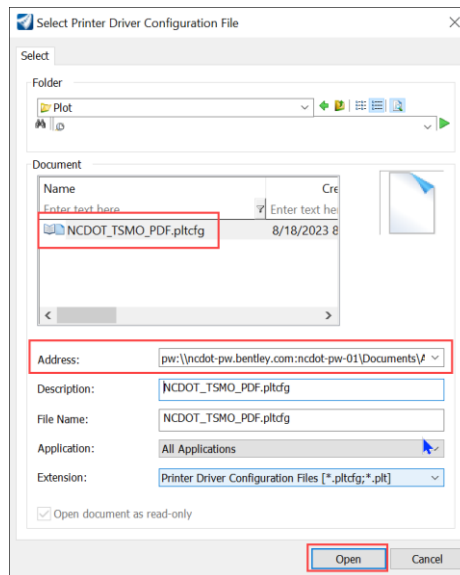 Select Printer Driver Configuration File
Select
Folder
Plot
Document
Name Cre
Enter text here Enter text he
NCDOT_TSMO_PDF.pltcfg 8/18/2023 8
Address: pw:\\ncdot-pw.bentley.com:ncdot-pw-01\Documents\A
Description: NCDOT_TSMO_PDF.pltcfg
File Name: NCDOT_TSMO_PDF.pltcfg
Application: All Applications
Extension: Printer Driver Configuration Files [*.pltcfg;*.plt]
Open document as read-only
Open Cancel